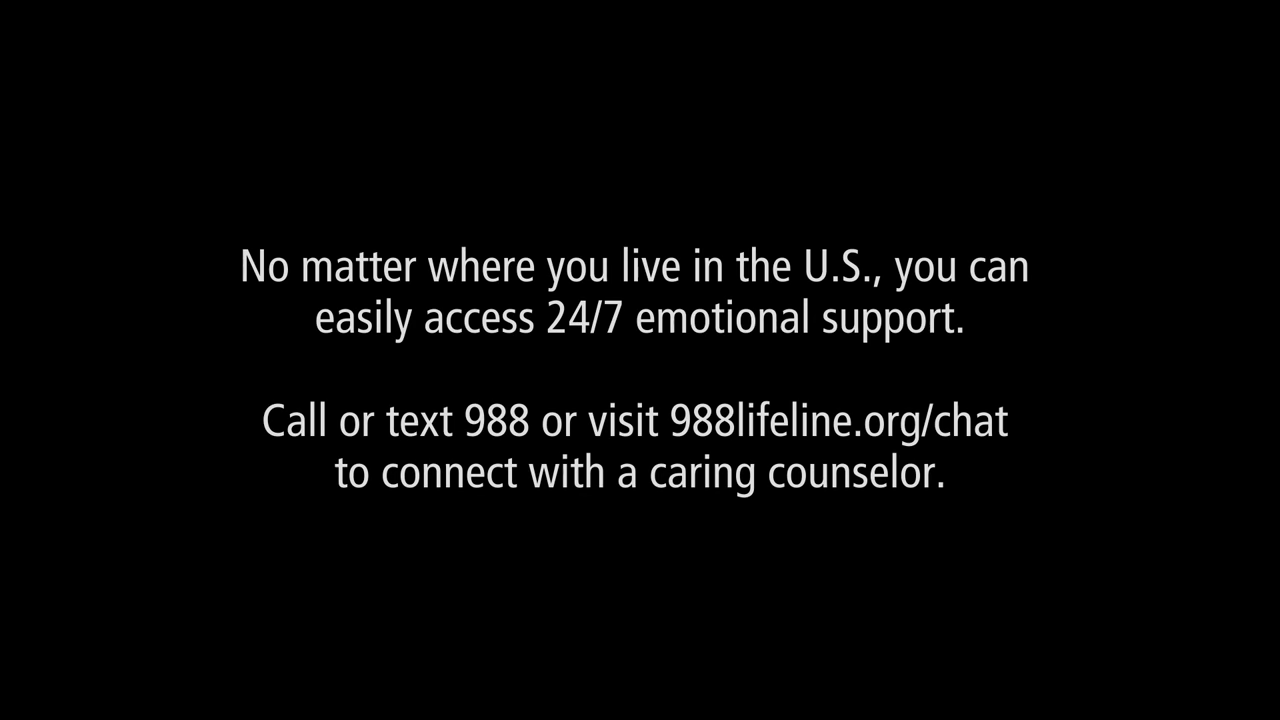 No matter where you live in the U.S., you can
easily access 24/7 emotional support.
Call or text 988 or visit 988lifeline.org/chat
to connect with a caring counselor.